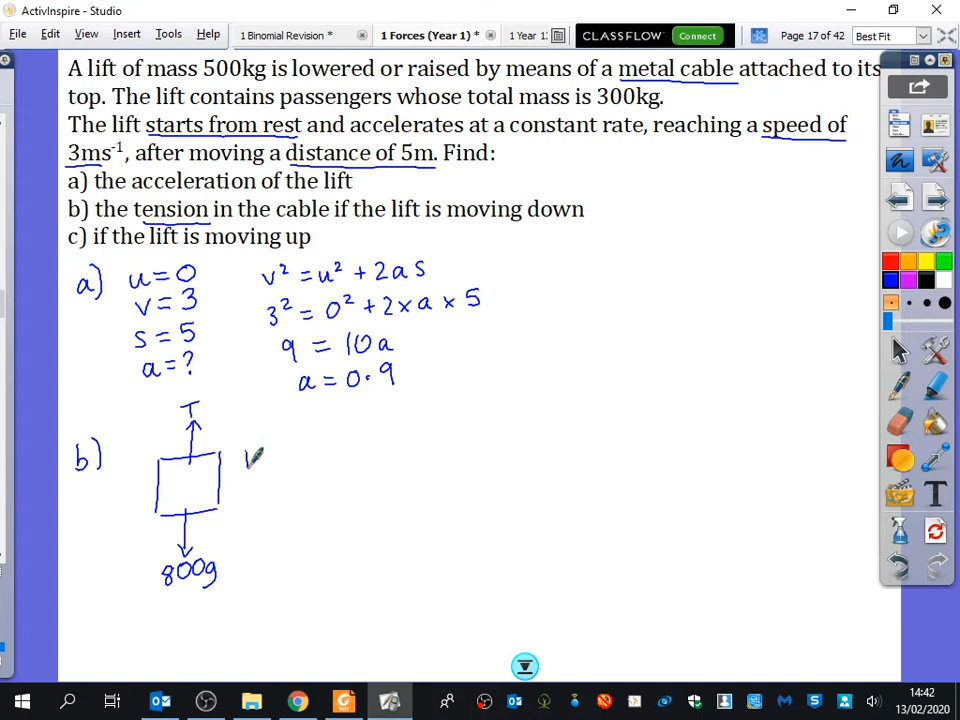 ActivInspire - Studio
File Edit View Insert Tools Help
1 Binomial Revision *
1 Forces (Year 1) *
1 Year 1
CLASSFLOW
Connect
Page 17 of 42
Best Fit
A lift of mass 500kg is lowered or raised by means of a metal cable attached to its
top. The lift contains passengers whose total mass is 300kg.
The lift starts from rest and accelerates at a constant rate, reaching a speed of
3ms⁻¹, after moving a distance of 5m. Find:
a) the acceleration of the lift
b) the tension in the cable if the lift is moving down
c) if the lift is moving up
a) u = 0
v = 3
s = 5
a = ?
v² = u² + 2as
3² = 0² + 2 × a × 5
9 = 10a
a = 0.9
b)
T
800g
14:42
13/02/2020